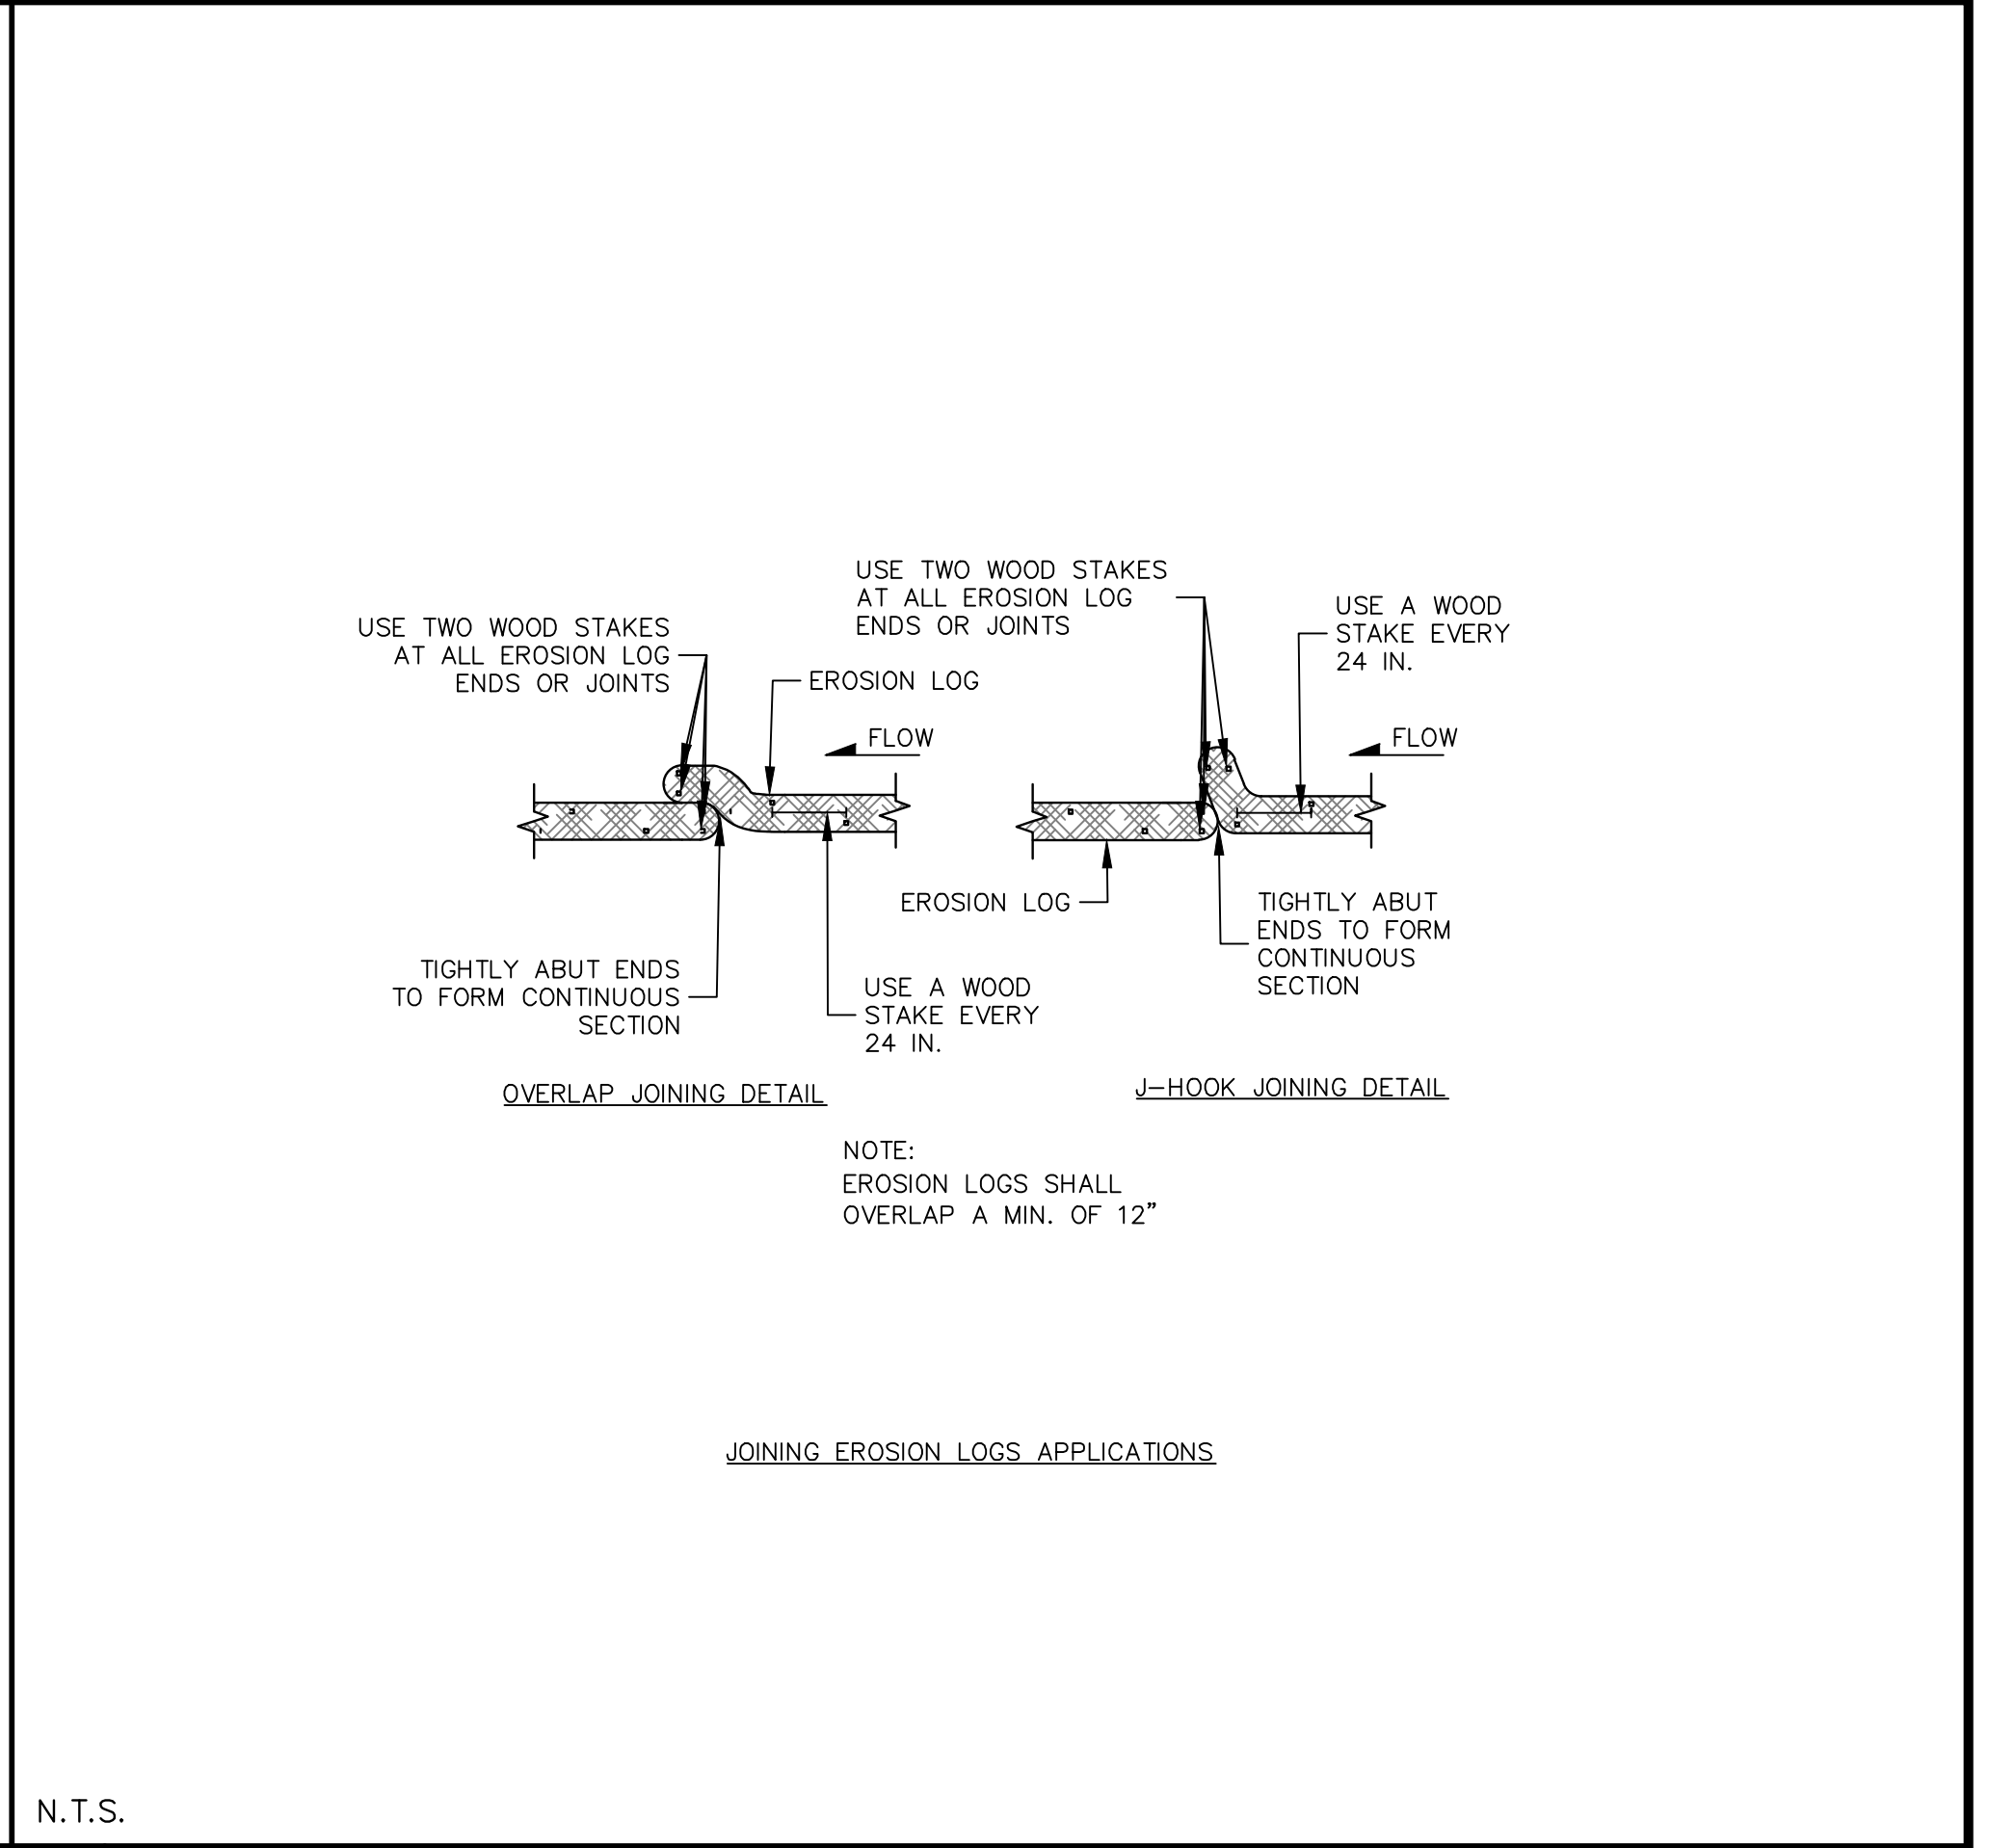 USE TWO WOOD STAKES
AT ALL EROSION LOG
ENDS OR JOINTS
EROSION LOG
FLOW
TIGHTLY ABUT ENDS
TO FORM CONTINUOUS
SECTION
USE A WOOD
STAKE EVERY
24 IN.
OVERLAP JOINING DETAIL
USE TWO WOOD STAKES
AT ALL EROSION LOG
ENDS OR JOINTS
USE A WOOD
STAKE EVERY
24 IN.
FLOW
EROSION LOG
TIGHTLY ABUT
ENDS TO FORM
CONTINUOUS
SECTION
J-HOOK JOINING DETAIL
NOTE:
EROSION LOGS SHALL
OVERLAP A MIN. OF 12”
JOINING EROSION LOGS APPLICATIONS
N.T.S.